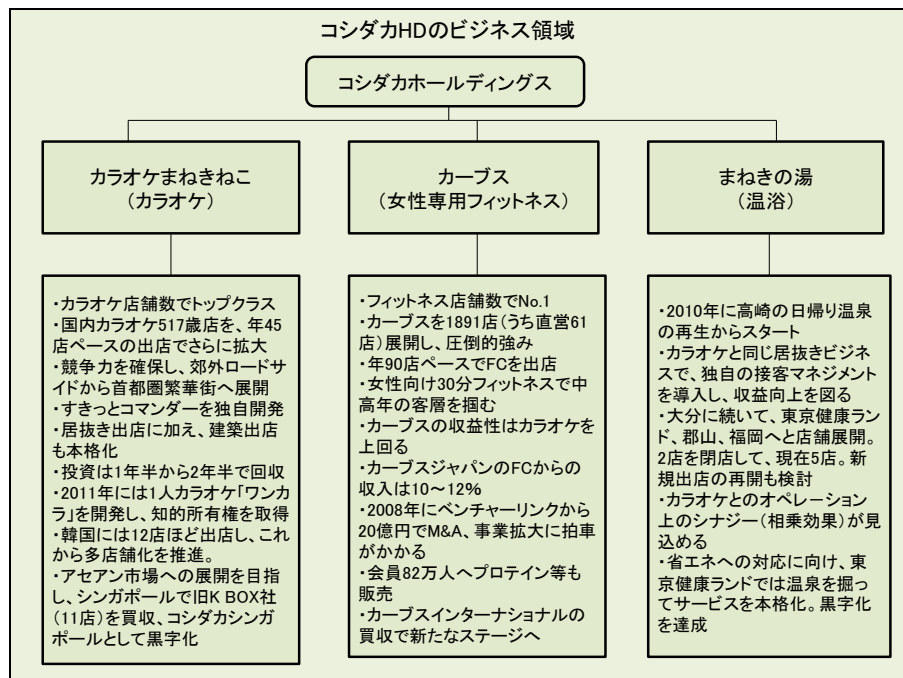 コシダカHDのビジネス領域
コシダカホールディングス
カラオケまねきねこ
（カラオケ）
カーブス
（女性専用フィットネス）
まねきの湯
（温浴）
・カラオケ店舗数でトップクラス
・国内カラオケ517歳店を、年45
店ペースの出店でさらに拡大
・競争力を確保し、郊外ロードサ
イドから首都圏繁華街へ展開
・すきっとコマンダーを独自開発
・居抜き出店に加え、建築出店
も本格化
・投資は1年半から2年半で回収
・2011年には1人カラオケ「ワンカ
ラ」を開発し、知的所有権を取得
・韓国には12店ほど出店し、これ
から多店舗化を推進。
・アセアン市場への展開を目指
し、シンガポールで旧K BOX社
（11店）を買収、コシダカシンガ
ポールとして黒字化
・フィットネス店舗数でNo.1
・カーブスを1891店（うち直営61
店）展開し、圧倒的強み
・年90店ペースでFCを出店
・女性向け30分フィットネスで中
高年の客層を掴む
・カーブスの収益性はカラオケを
上回る
・カーブスジャパンのFCからの
収入は10～12%
・2008年にベンチャーリンクから
20億円でM&A、事業拡大に拍車
がかかる
・会員82万人へプロテイン等も
販売
・カーブスインターナショナルの
買収で新たなステージへ
・2010年に高崎の日帰り温泉
の再生からスタート
・カラオケと同じ居抜きビジネ
スで、独自の接客マネジメント
を導入し、収益向上を図る
・大分に続いて、東京健康ラン
ド、郡山、福岡へと店舗展開。
2店を閉店して、現在5店。新
規出店の再開も検討
・カラオケとのオペレーション
上のシナジー（相乗効果）が見
込める
・省エネへの対応に向け、東
京健康ランドでは温泉を掘っ
てサービスを本格化。黒字化
を達成